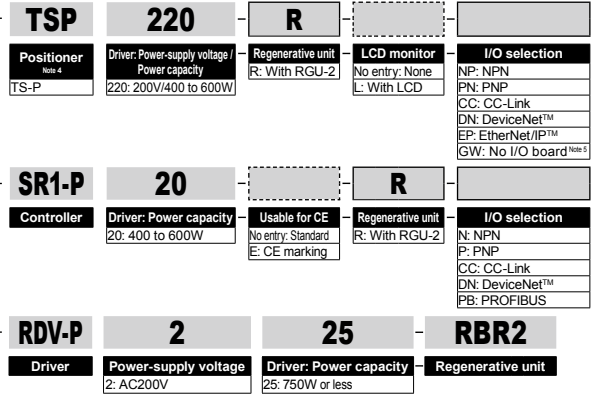 TSP 220 - R - -
Positioner Note 4
Driver: Power-supply voltage / Power capacity
Regenerative unit
LCD monitor
I/O selection
TS-P
220: 200V/400 to 600W
R: With RGU-2
No entry: None
L: With LCD
NP: NPN
PN: PNP
CC: CC-Link
DN: DeviceNet™
EP: EtherNet/IP™
GW: No I/O board Note 5
SR1-P 20 - - R -
Controller
Driver: Power capacity
Usable for CE
Regenerative unit
I/O selection
20: 400 to 600W
No entry: Standard
E: CE marking
R: With RGU-2
N: NPN
P: PNP
CC: CC-Link
DN: DeviceNet™
PB: PROFIBUS
RDV-P 2 25 - RBR2
Driver
Power-supply voltage
Driver: Power capacity
Regenerative unit
2: AC200V
25: 750W or less